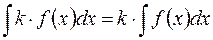 ∫k · f(x)dx = k · ∫f(x)dx